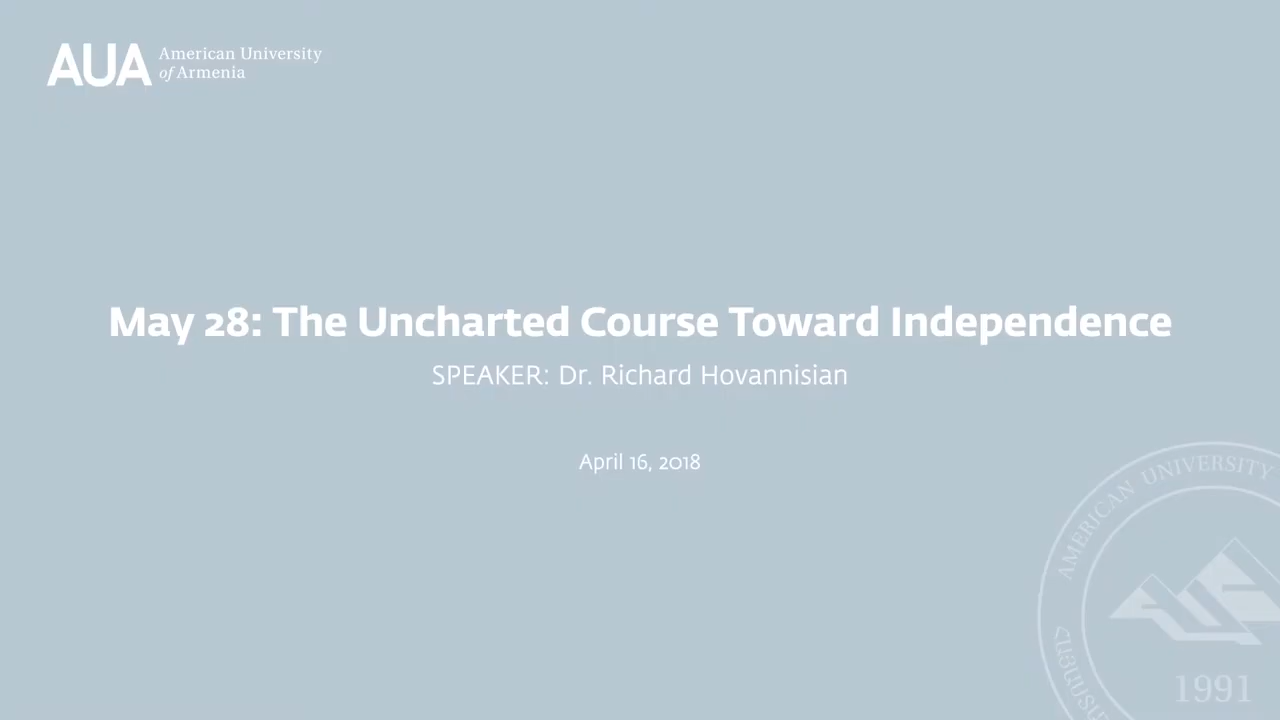 AUA American University
of Armenia
May 28: The Uncharted Course Toward Independence
SPEAKER: Dr. Richard Hovannisian
April 16, 2018
AMERICAN UNIVERSITY
1991